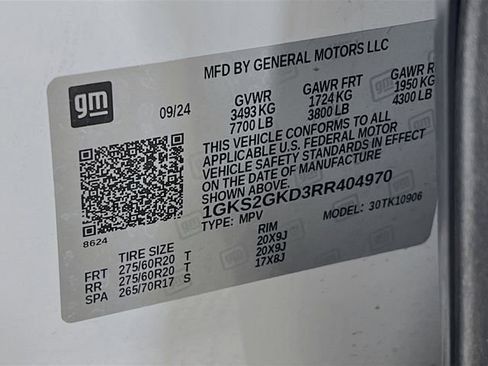 MFD BY GENERAL MOTORS LLC
gm
09/24
GVWR GAWR FRT GAWR R
3493 KG 1724 KG 1950 KG
7700 LB 3800 LB 4300 LB
THIS VEHICLE CONFORMS TO ALL
APPLICABLE U.S. FEDERAL MOTOR
VEHICLE SAFETY STANDARDS IN EFFECT
ON THE DATE OF MANUFACTURE
SHOWN ABOVE.
1GKS2GKD3RR404970
TYPE: MPV MODEL: 30TK10906
8624
TIRE SIZE RIM
FRT 275/60R20 T 20X9J
RR 275/60R20 T 20X9J
SPA 265/70R17 S 17X8J